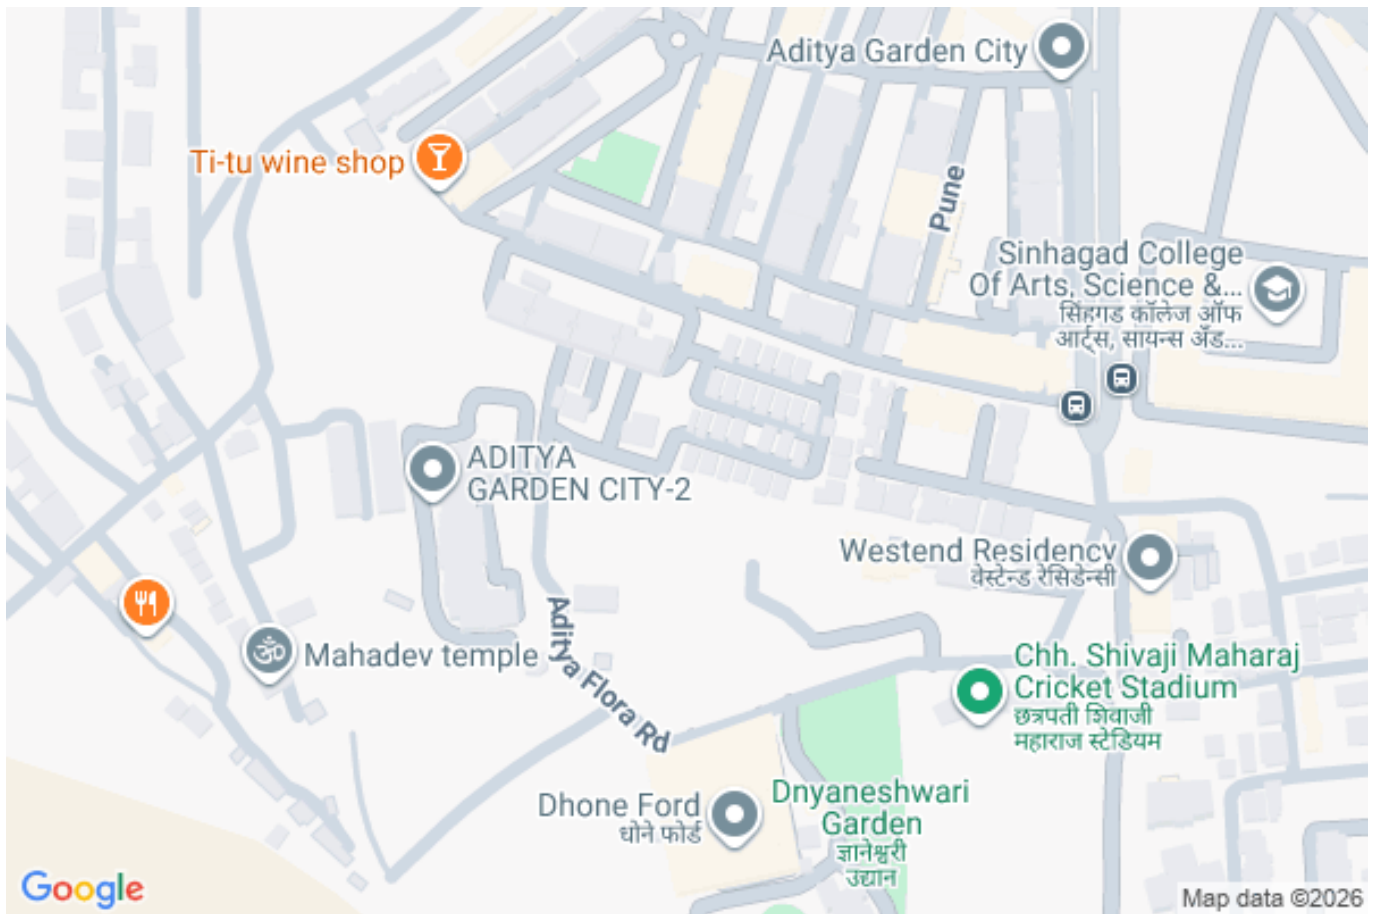 Aditya Garden City
Ti-tu wine shop
Pune
Sinhagad College
Of Arts, Science &...
सिंहगड कॉलेज ऑफ
आर्ट्स, सायन्स अँड...
ADITYA
GARDEN CITY-2
Westend Residency
वेस्टेन्ड रेसिडेन्सी
Mahadev temple
Aditya Flora Rd
Chh. Shivaji Maharaj
Cricket Stadium
छत्रपती शिवाजी
महाराज स्टेडियम
Dhone Ford
धोने फोर्ड
Dnyaneshwari
Garden
ज्ञानेश्वरी
उद्यान
Google
Map data ©2026